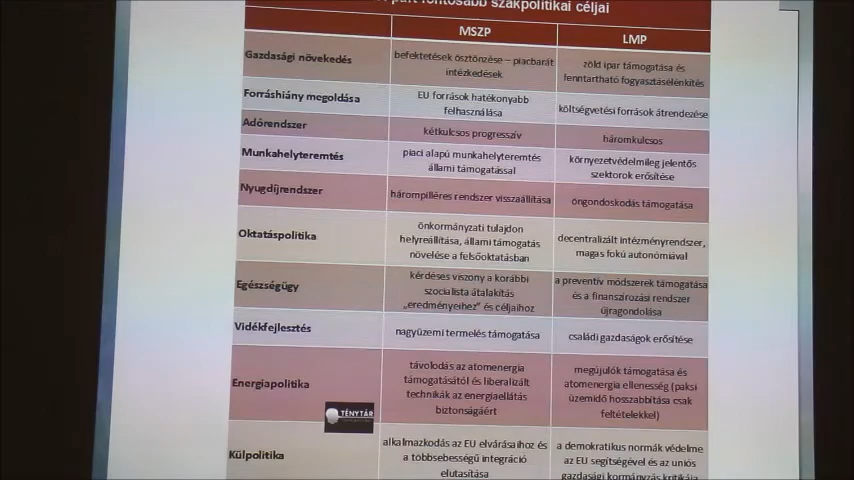 párt fontosabb szakpolitikai céljai
MSZP
LMP
Gazdasági növekedés
befektetések ösztönzése – piacbarát
intézkedések
zöld ipar támogatása és
fenntartható fogyasztásélénkítés
Forráshiány megoldása
EU források hatékonyabb
felhasználása
költségvetési források átrendezése
Adórendszer
kétkulcsos progresszív
háromkulcsos
Munkahelyteremtés
piaci alapú munkahelyteremtés
állami támogatással
környezetvédelmileg jelentős
szektorok erősítése
Nyugdíjrendszer
hárompilléres rendszer visszaállítása
öngondoskodás támogatása
Oktatáspolitika
önkormányzati tulajdon
helyreállítása, állami támogatás
növelése a felsőoktatásban
decentralizált intézményrendszer,
magas fokú autonómiával
Egészségügy
kérdéses viszony a korábbi
szocialista átalakítás
„eredményeihez" és céljaihoz
a preventív módszerek támogatása
és a finanszírozási rendszer
újragondolása
Vidékfejlesztés
nagyüzemi termelés támogatása
családi gazdaságok erősítése
Energiapolitika
távolodás az atomenergia
támogatásától és liberalizált
technikák az energiaellátás
biztonságáért
megújulók támogatása és
atomenergia ellenesség (paksi
üzemidő hosszabbítása csak
feltételekkel)
TÉNYTÁR
Külpolitika
alkalmazkodás az EU elvárásaihoz és
a többsebességű integráció
elutasítása
a demokratikus normák védelme
az EU segítségével és az uniós
gazdasági kormányzás kritikája